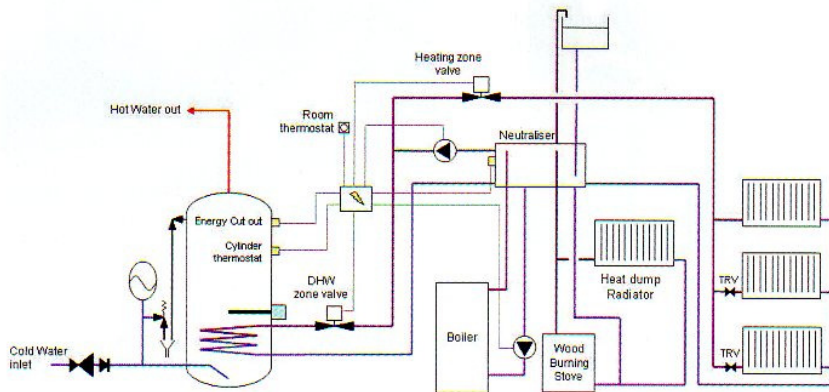 Heating zone
valve
Hot Water out
Room
thermostat
Neutraliser
Energy Cut out
Cylinder
thermostat
DHW
zone valve
Heat dump
Radiator
TRV
Boiler
Cold Water
inlet
Wood
Burning
Stove
TRV